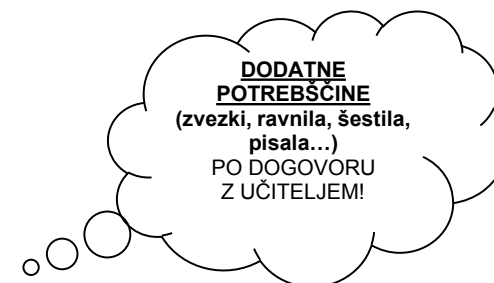 DODATNE
POTREBŠČINE
(zvezki, ravnila, šestila,
pisala…)
PO DOGOVORU
Z UČITELJEM!